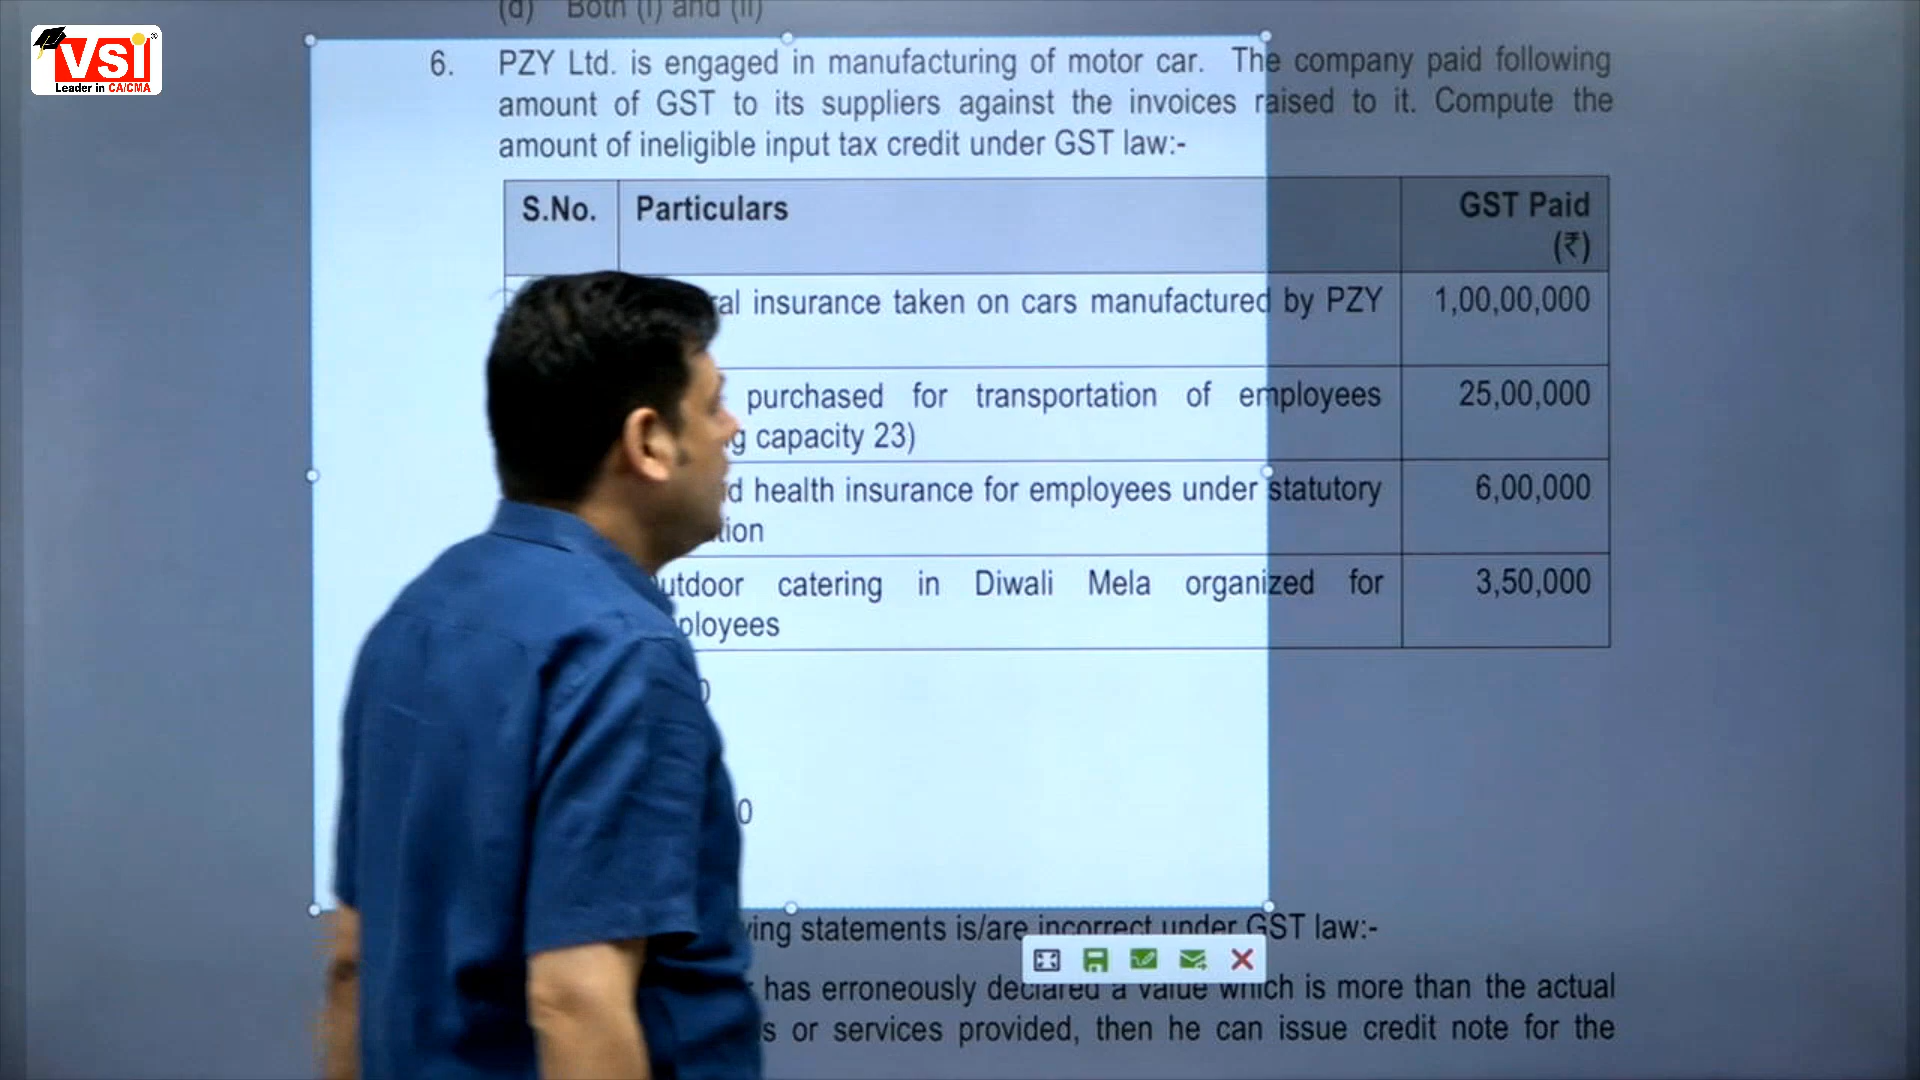 VSI
Leader in CA/CMA
(d) Both (i) and (ii)
6. PZY Ltd. is engaged in manufacturing of motor car. The company paid following
amount of GST to its suppliers against the invoices raised to it. Compute the
amount of ineligible input tax credit under GST law:-
S.No. Particulars GST Paid
(₹)
insurance taken on cars manufactured by PZY 1,00,00,000
purchased for transportation of employees 25,00,000
capacity 23)
health insurance for employees under statutory 6,00,000
catering in Diwali Mela organized for 3,50,000
statements is/are incorrect under GST law:-
has erroneously declared a value which is more than the actual
or services provided, then he can issue credit note for the